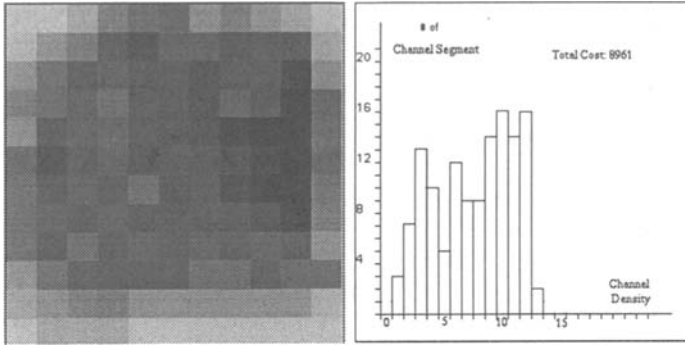 # of
Channel Segment
Total Cost: 8961
20
16
12
8
4
Channel
Density
0 5 10 15